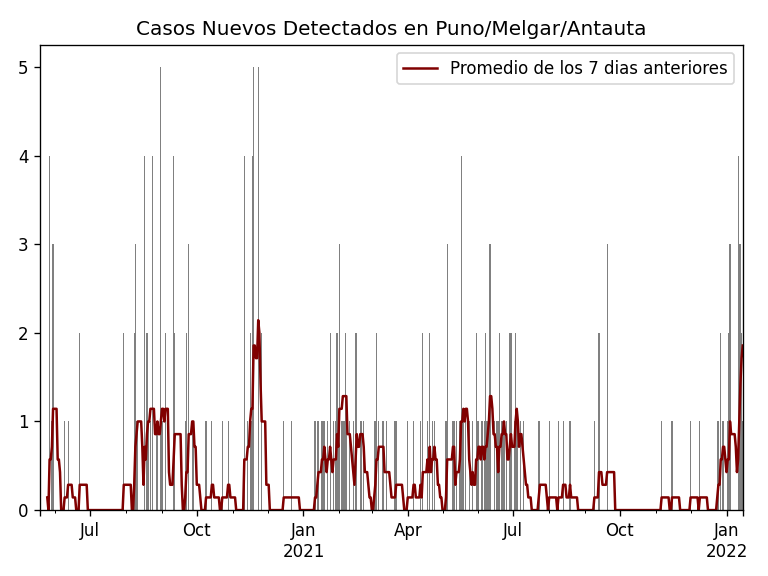 Casos Nuevos Detectados en Puno/Melgar/Antauta
Promedio de los 7 dias anteriores
5
4
3
2
1
0
Jul Oct Jan Apr Jul Oct Jan
2021 2022